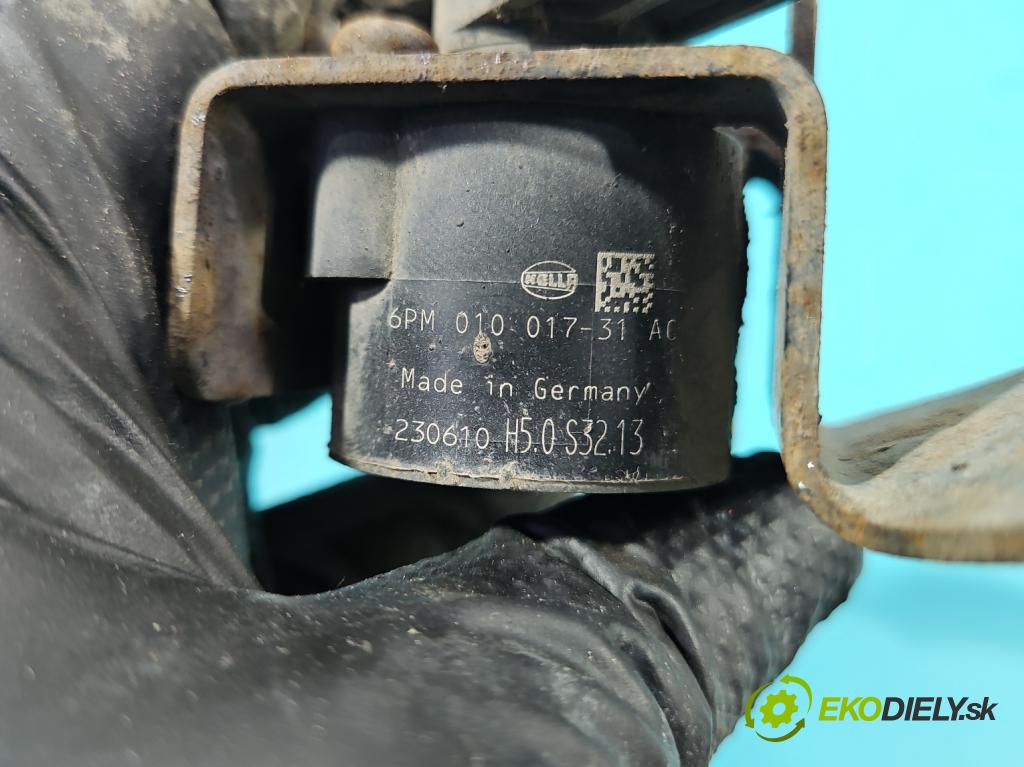 HELLA
6PM 010 017-31 AC
Made in Germany
230610 H5.0 S32.13
EKODIELY.sk